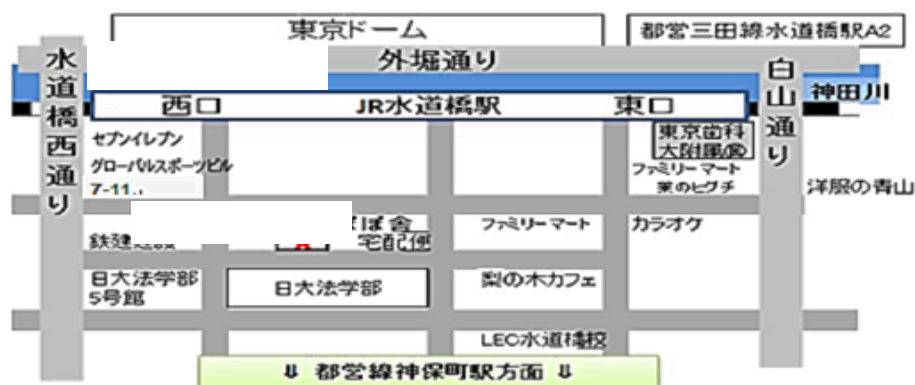 東京ドーム
都営三田線水道橋駅A2
外堀通り
水道橋西通り
白山通り
神田川
西口
JR水道橋駅
東口
セブンイレブン
グローバルスポーツビル
7-11
東京歯科
大附属㊩
ファミリーマート
薬のヒグチ
洋服の青山
鉄建
ぽ舎
宅配便
ファミリーマート
カラオケ
日大法学部
5号館
日大法学部
梨の木カフェ
LEC水道橋校
⇓ 都営線神保町駅方面 ⇓